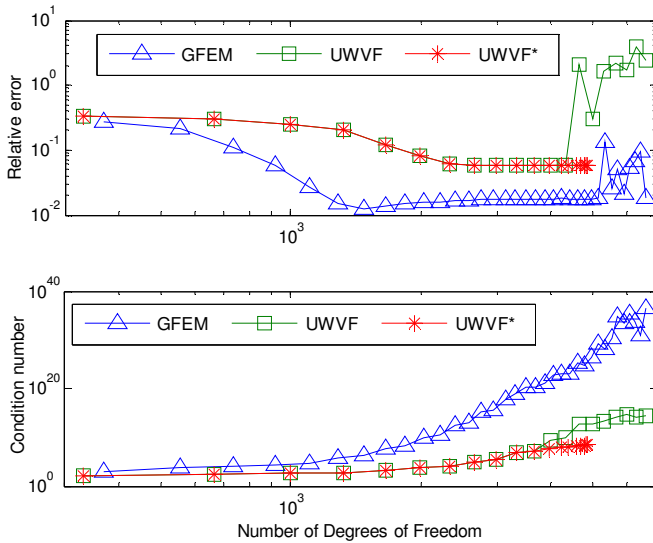 10^1
10^0
10^-1
10^-2
Relative error
GFEM UWVF UWVF*
10^3
10^40
10^20
10^0
Condition number
GFEM UWVF UWVF*
10^3
Number of Degrees of Freedom